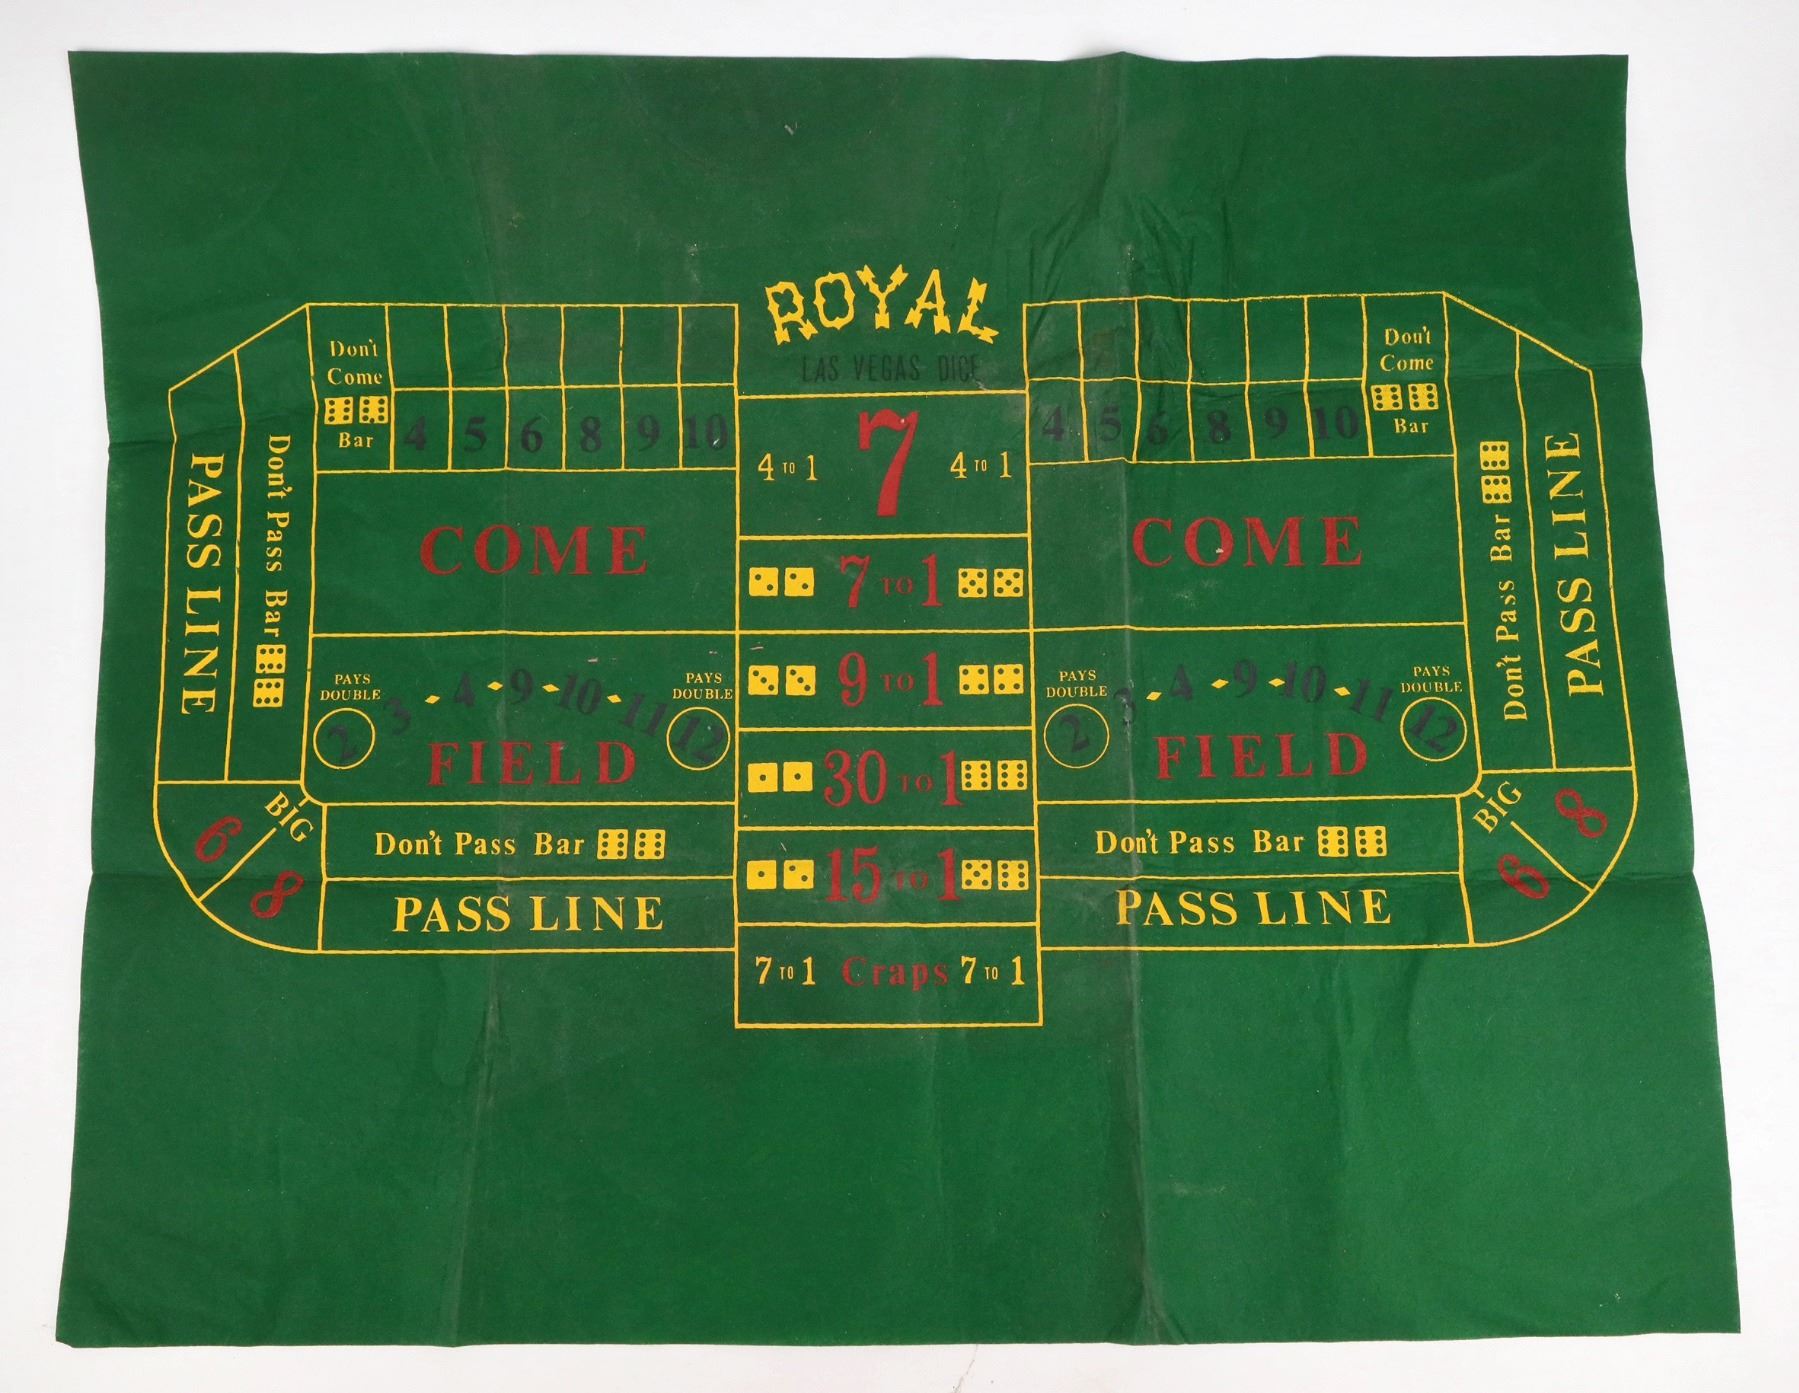 ROYAL
LAS VEGAS DICE
Don't
Come
Bar
4 5 6 8 9 10
4 TO 1 7 4 TO 1
4 5 6 8 9 10
Don't
Come
Bar
PASS LINE
Don't Pass Bar
COME
7 TO 1
COME
Don't Pass Bar
PASS LINE
9 TO 1
PAYS
DOUBLE
2 3 4 9 10 11 12
PAYS
DOUBLE
FIELD
30 TO 1
PAYS
DOUBLE
2 3 4 9 10 11 12
PAYS
DOUBLE
FIELD
BIG
6
8
Don't Pass Bar
PASS LINE
15 TO 1
Don't Pass Bar
PASS LINE
BIG
6
8
7 TO 1 Craps 7 TO 1